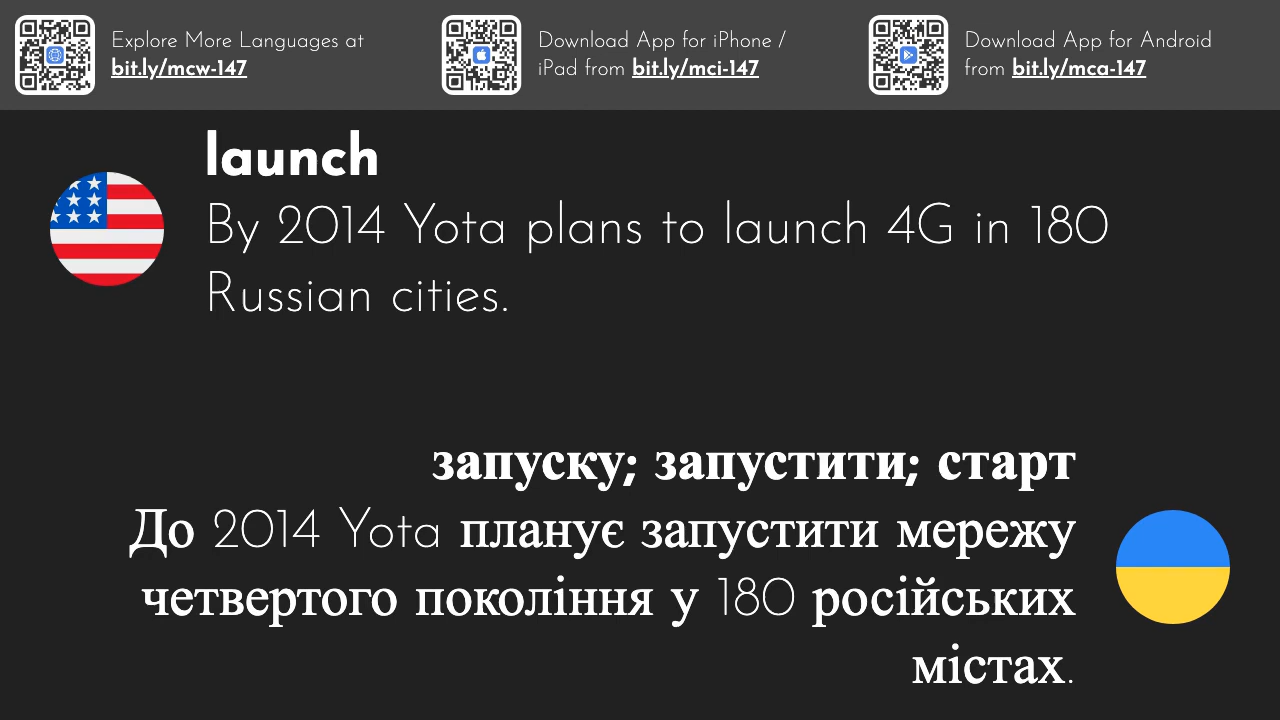 Explore More Languages at
bit.ly/mcw-147
Download App for iPhone /
iPad from bit.ly/mci-147
Download App for Android
from bit.ly/mca-147
launch
By 2014 Yota plans to launch 4G in 180
Russian cities.
запуску; запустити; старт
До 2014 Yota планує запустити мережу
четвертого покоління у 180 російських
містах.